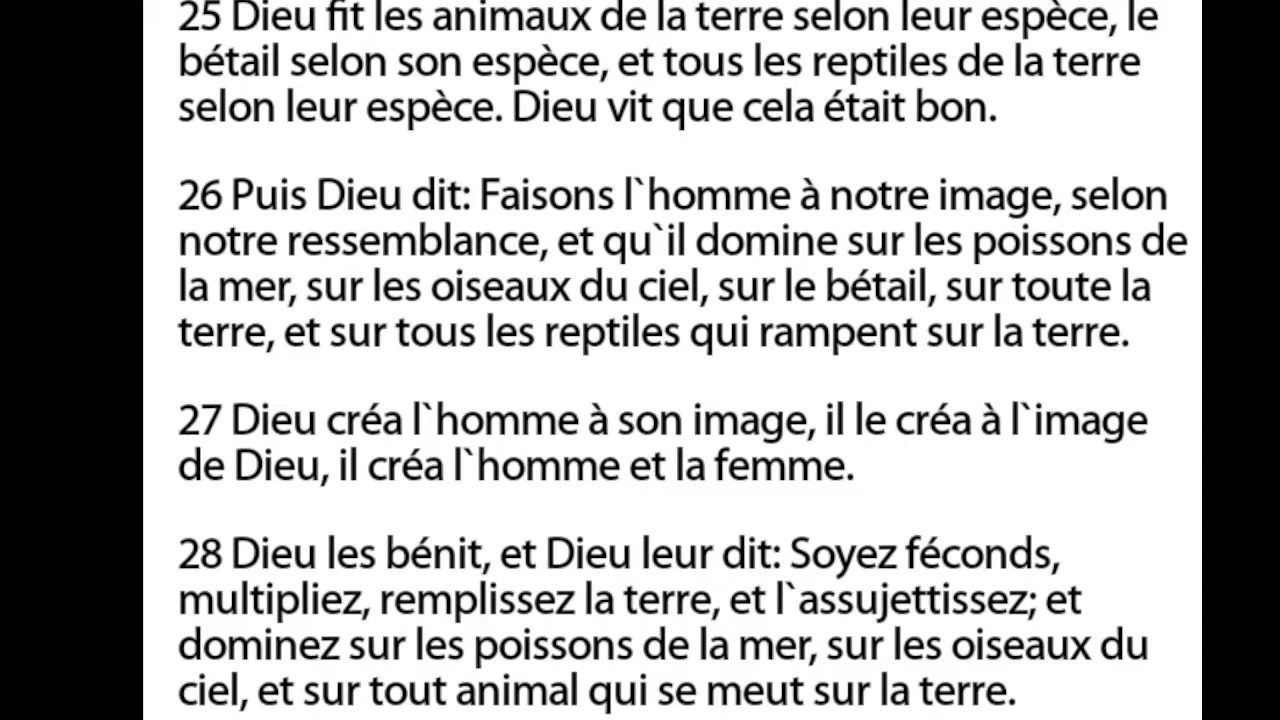 25 Dieu fit les animaux de la terre selon leur espèce, le
bétail selon son espèce, et tous les reptiles de la terre
selon leur espèce. Dieu vit que cela était bon.
26 Puis Dieu dit: Faisons l`homme à notre image, selon
notre ressemblance, et qu`il domine sur les poissons de
la mer, sur les oiseaux du ciel, sur le bétail, sur toute la
terre, et sur tous les reptiles qui rampent sur la terre.
27 Dieu créa l`homme à son image, il le créa à l`image
de Dieu, il créa l`homme et la femme.
28 Dieu les bénit, et Dieu leur dit: Soyez féconds,
multipliez, remplissez la terre, et l`assujettissez; et
dominez sur les poissons de la mer, sur les oiseaux du
ciel, et sur tout animal qui se meut sur la terre.